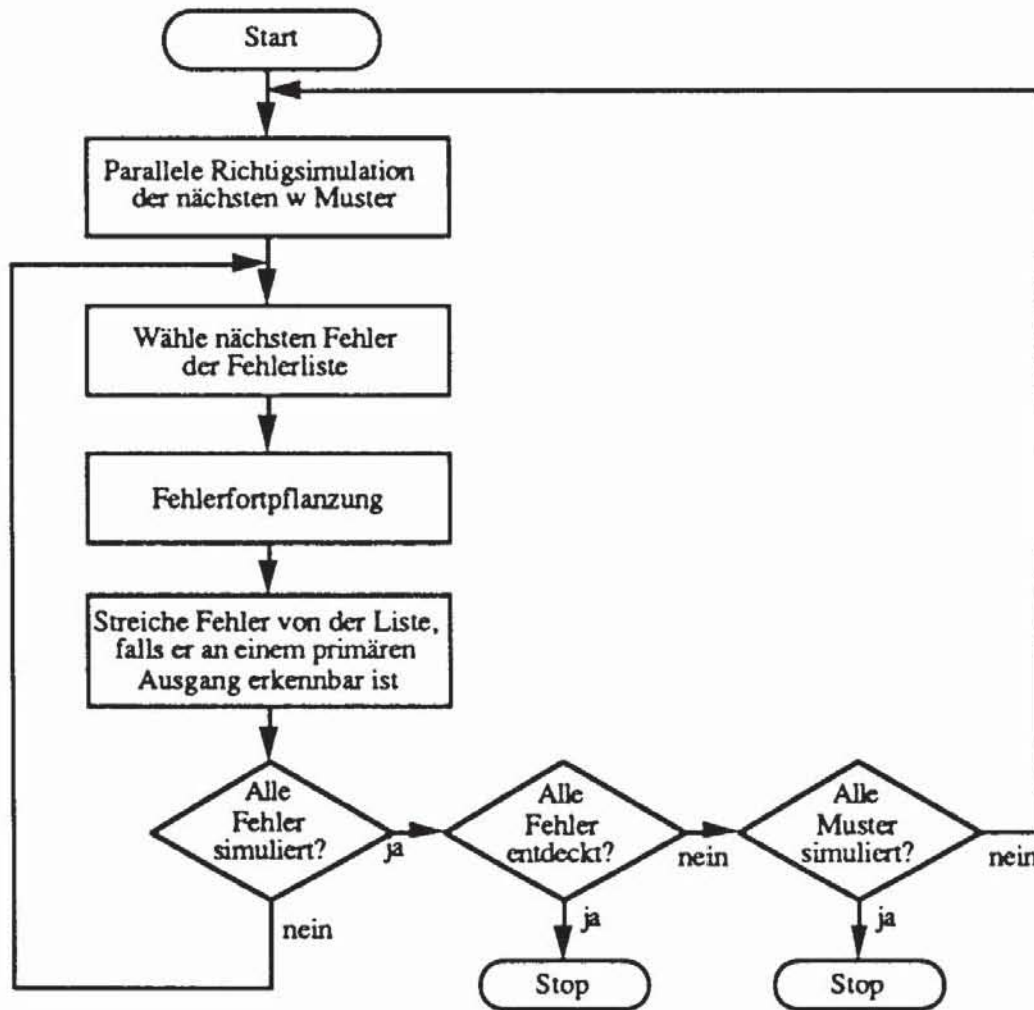 Start
Parallele Richtigsimulation
der nächsten w Muster
Wähle nächsten Fehler
der Fehlerliste
Fehlerfortpflanzung
Streiche Fehler von der Liste,
falls er an einem primären
Ausgang erkennbar ist
Alle
Fehler
simuliert?
ja
nein
Alle
Fehler
entdeckt?
nein
ja
Stop
Alle
Muster
simuliert?
nein
ja
Stop